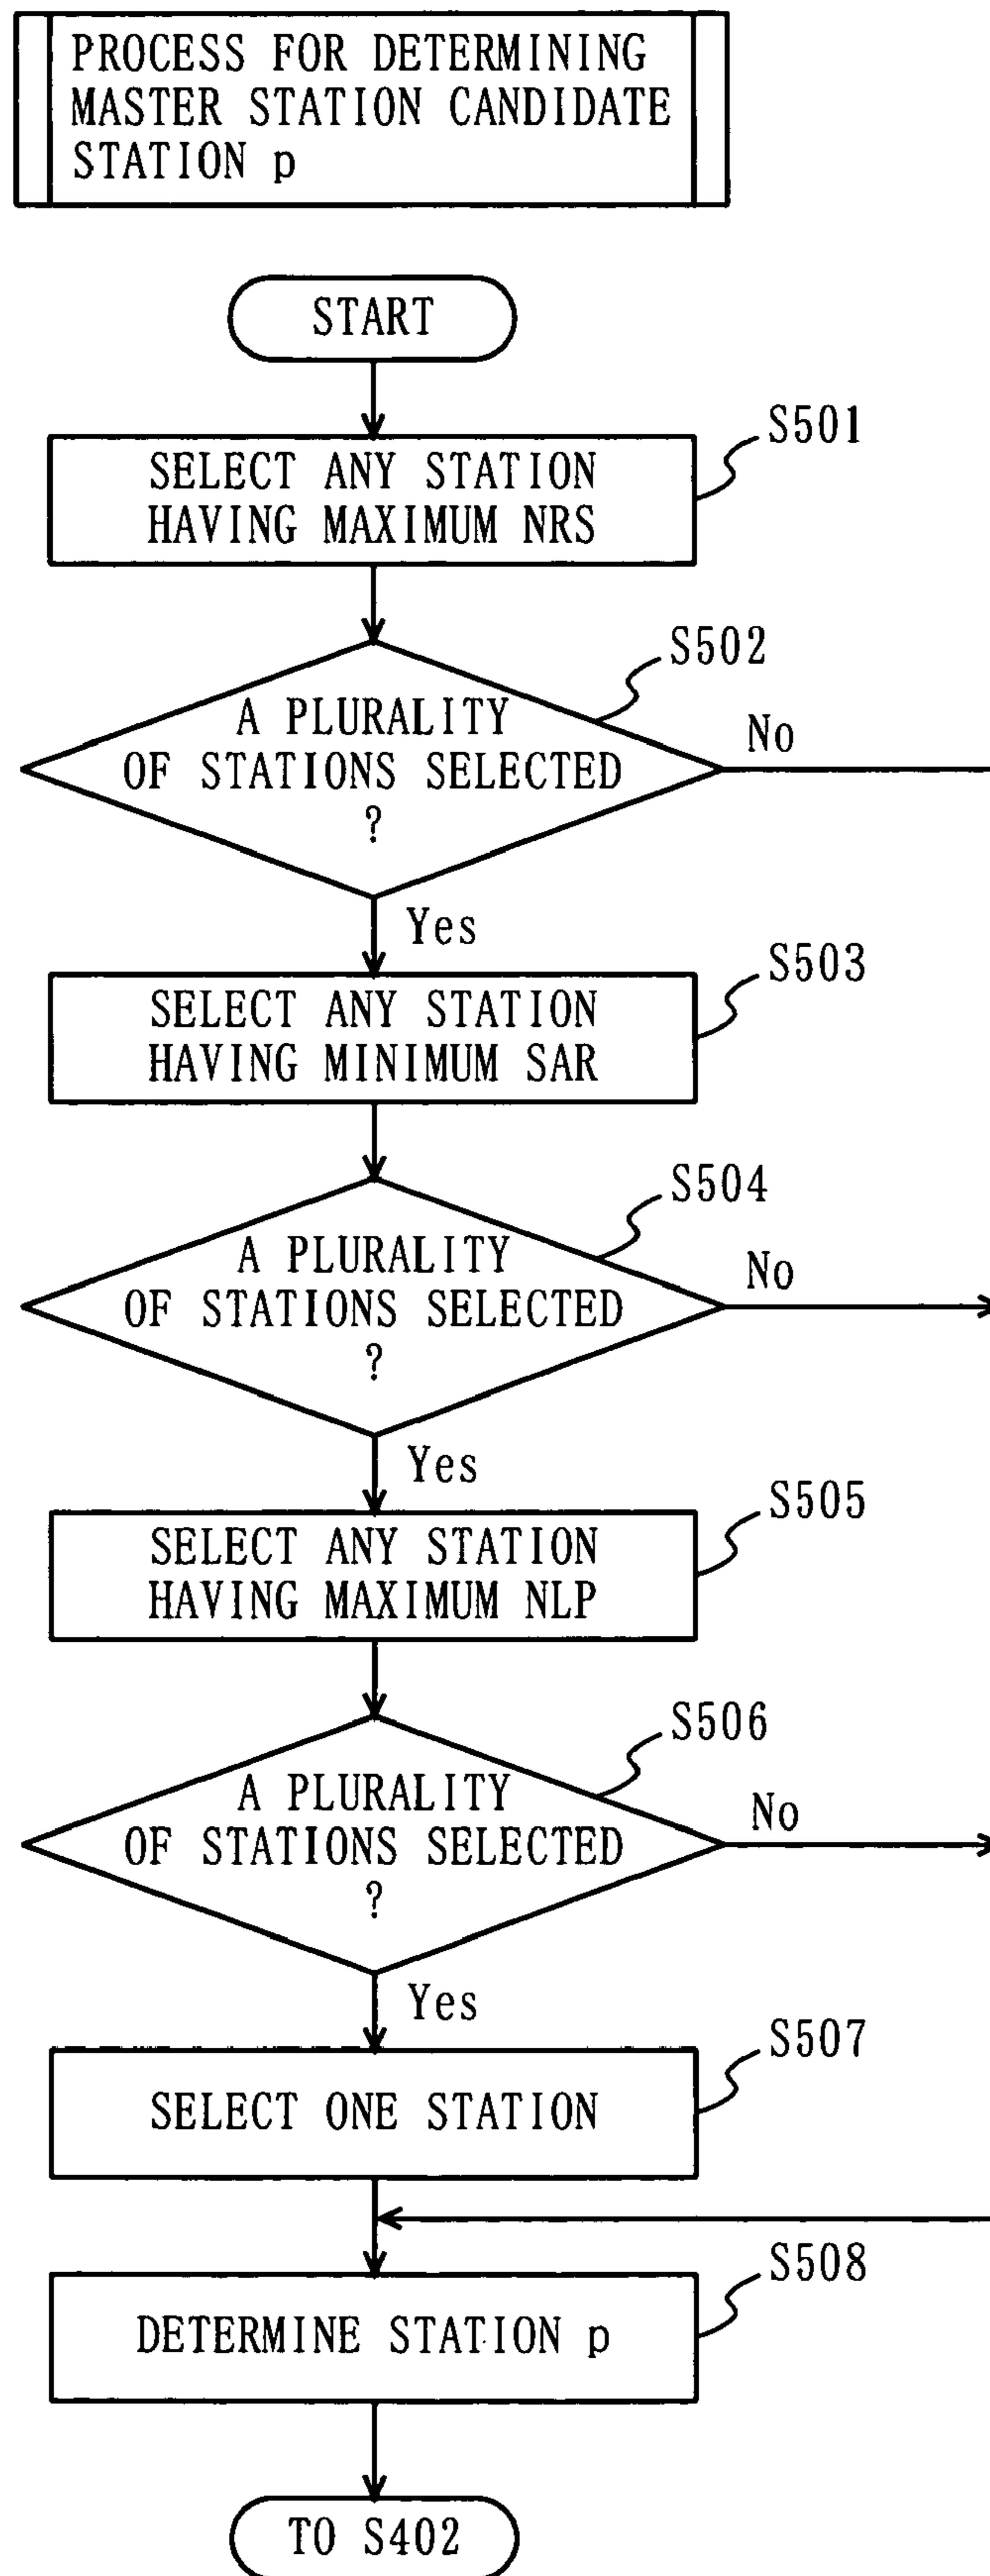 PROCESS FOR DETERMINING
MASTER STATION CANDIDATE
STATION p
START
S501
SELECT ANY STATION
HAVING MAXIMUM NRS
S502
A PLURALITY
OF STATIONS SELECTED
?
No
Yes
S503
SELECT ANY STATION
HAVING MINIMUM SAR
S504
A PLURALITY
OF STATIONS SELECTED
?
No
Yes
S505
SELECT ANY STATION
HAVING MAXIMUM NLP
S506
A PLURALITY
OF STATIONS SELECTED
?
No
Yes
S507
SELECT ONE STATION
S508
DETERMINE STATION p
TO S402